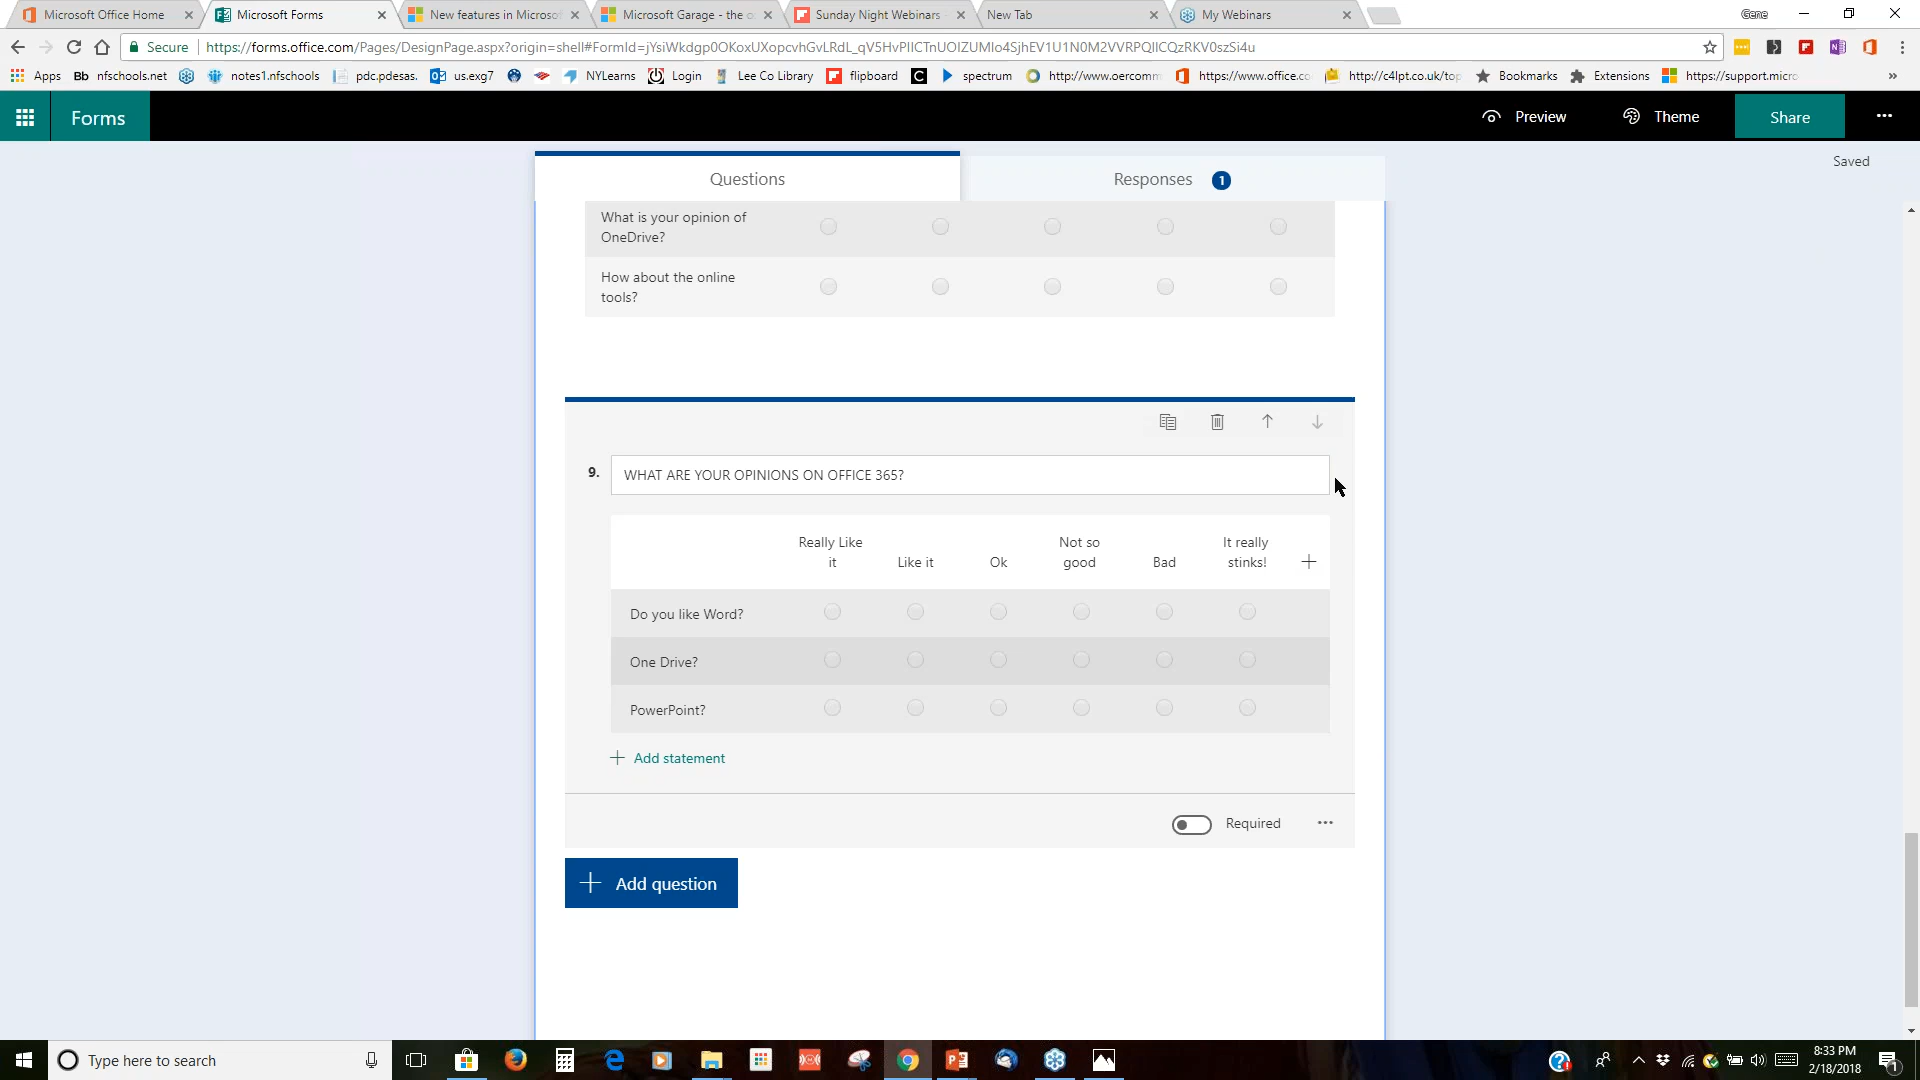 Microsoft Office Home
Microsoft Forms
New features in Microsof
Microsoft Garage - the o
Sunday Night Webinars
New Tab
My Webinars
Gene
Secure
https://forms.office.com/Pages/DesignPage.aspx?origin=shell#FormId=jYsiWkdgp0OKoxUXopcvhGvLRdL_qV5HvPIICTnUOIZUMlo4SjhEV1U1N0M2VVRPQlICQzRKV0szSi4u
Apps
Bb nfschools.net
notes1.nfschools
pdc.pdesas.
us.exg7
NYLearns
Login
Lee Co Library
flipboard
spectrum
http://www.oercomm
https://www.office.co
http://c4lpt.co.uk/top
Bookmarks
Extensions
https://support.micro
»
Forms
Preview
Theme
Share
Questions
Responses 1
Saved
What is your opinion of
OneDrive?
How about the online
tools?
9. WHAT ARE YOUR OPINIONS ON OFFICE 365?
Really Like it
Like it
Ok
Not so good
Bad
It really stinks!
Do you like Word?
One Drive?
PowerPoint?
Add statement
Required
Add question
Type here to search
8:33 PM
2/18/2018
1